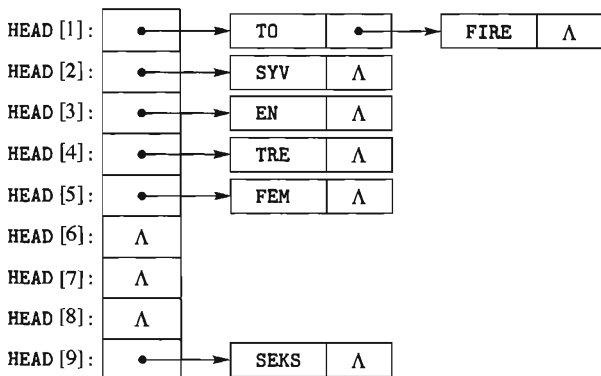 HEAD [1]: TO FIRE Λ
HEAD [2]: SYV Λ
HEAD [3]: EN Λ
HEAD [4]: TRE Λ
HEAD [5]: FEM Λ
HEAD [6]: Λ
HEAD [7]: Λ
HEAD [8]: Λ
HEAD [9]: SEKS Λ